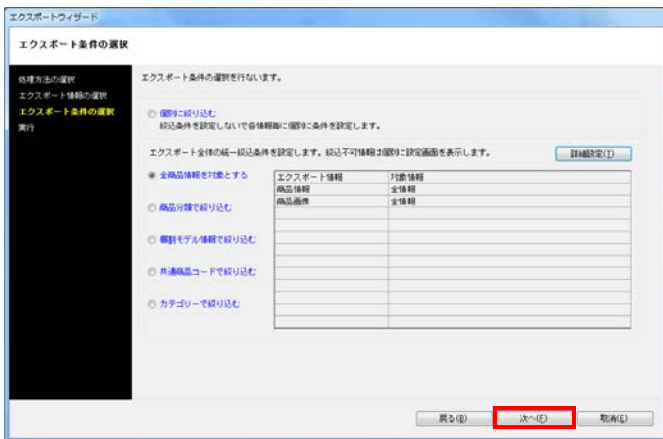 エクスポートウィザード
エクスポート条件の選択
処理方法の選択
エクスポート情報の選択
エクスポート条件の選択
実行
エクスポート条件の選択を行ないます。
個別に絞り込む
絞込条件を設定しないで各情報毎に個別に条件を設定します。
エクスポート全体の統一絞込条件を設定します。絞込不可情報は個別に設定画面を表示します。
詳細設定(T)
全商品情報を対象とする
商品分類で絞り込む
棚割モデル情報で絞り込む
共通商品コードで絞り込む
カテゴリーで絞り込む
エクスポート情報 対象情報
商品情報 全情報
商品画像 全情報
戻る(B) 次へ(F) 取消(E)